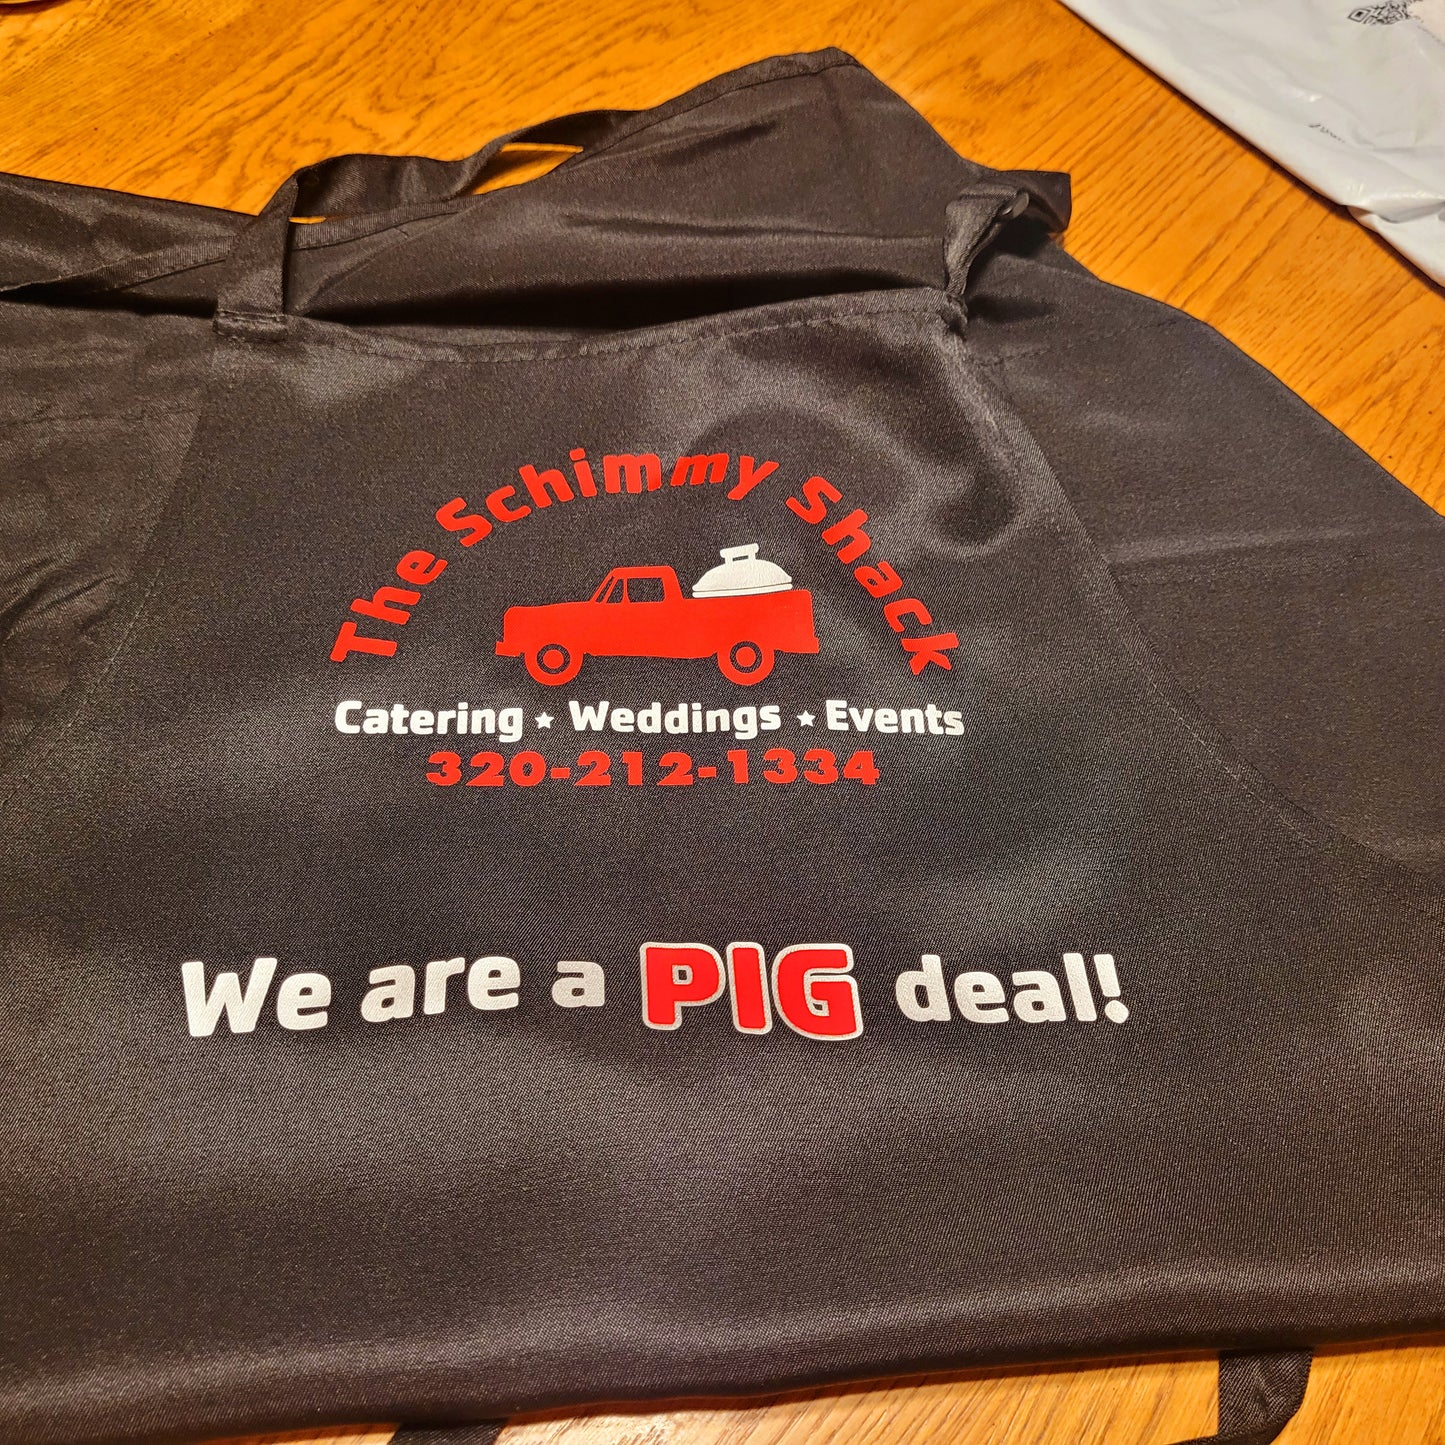 The Schimmy Shack
Catering ★ Weddings ★ Events
320-212-1334
We are a PIG deal!